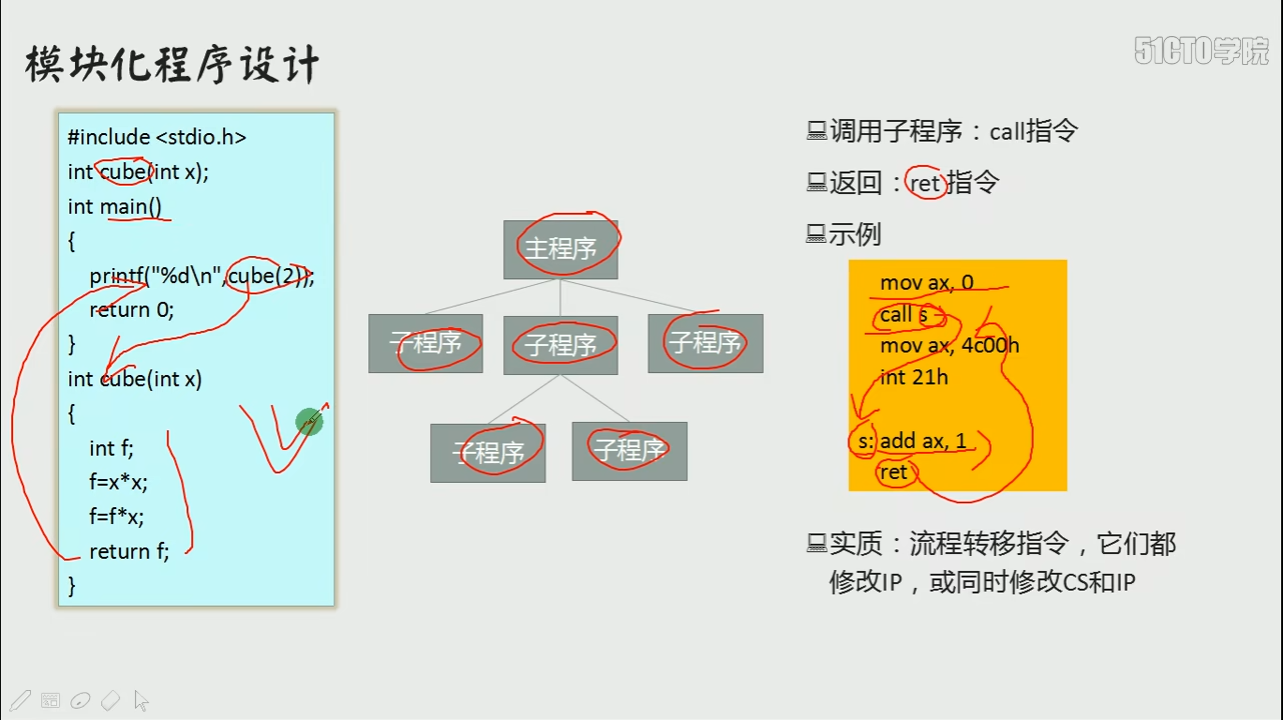 模块化程序设计
51CTO学院
#include <stdio.h>
int cube(int x);
int main()
{
printf("%d\n",cube(2));
return 0;
}
int cube(int x)
{
int f;
f=x*x;
f=f*x;
return f;
}
主程序
子程序
子程序
子程序
子程序
子程序
调用子程序：call指令
返回：ret指令
示例
mov ax, 0
call s
mov ax, 4c00h
int 21h
s: add ax, 1
ret
实质：流程转移指令，它们都
修改IP，或同时修改CS和IP